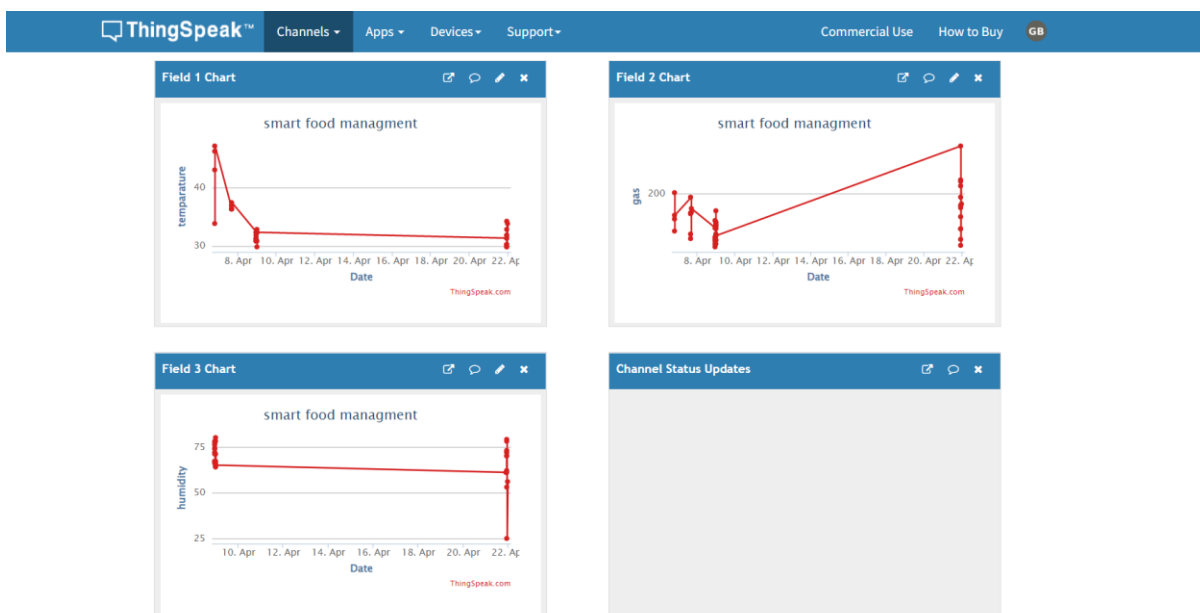 ThingSpeak™ Channels Apps Devices Support Commercial Use How to Buy GB
Field 1 Chart
smart food managment
temparature
40
30
8. Apr 10. Apr 12. Apr 14. Apr 16. Apr 18. Apr 20. Apr 22. Ap
Date
ThingSpeak.com
Field 2 Chart
smart food managment
gas
200
8. Apr 10. Apr 12. Apr 14. Apr 16. Apr 18. Apr 20. Apr 22. Ap
Date
ThingSpeak.com
Field 3 Chart
smart food managment
humidity
75
50
25
10. Apr 12. Apr 14. Apr 16. Apr 18. Apr 20. Apr 22. Ap
Date
ThingSpeak.com
Channel Status Updates